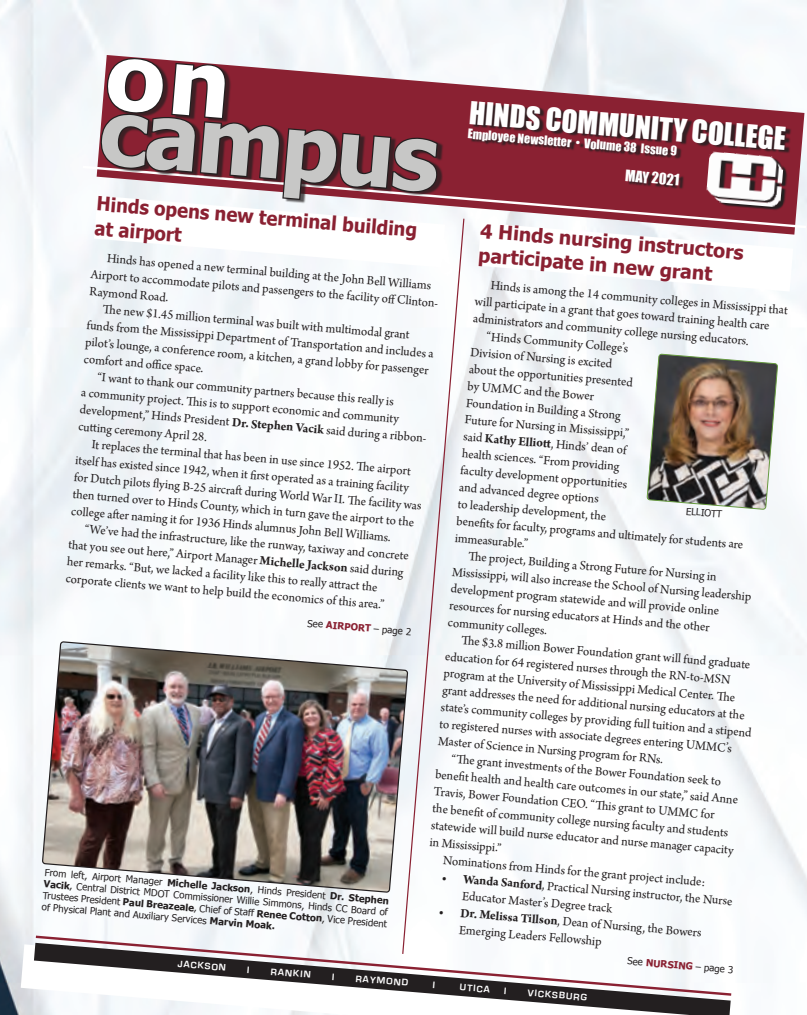 on
campus
HINDS COMMUNITY COLLEGE
Employee Newsletter • Volume 38 Issue 9
MAY 2021
Hinds opens new terminal building
at airport
Hinds has opened a new terminal building at the John Bell Williams
Airport to accommodate pilots and passengers to the facility off Clinton-
Raymond Road.
The new $1.45 million terminal was built with multimodal grant
funds from the Mississippi Department of Transportation and includes a
pilot's lounge, a conference room, a kitchen, a grand lobby for passenger
comfort and office space.
"I want to thank our community partners because this really is
a community project. This is to support economic and community
development," Hinds President Dr. Stephen Vacik said during a ribbon-
cutting ceremony April 28.
It replaces the terminal that has been in use since 1952. The airport
itself has existed since 1942, when it first operated as a training facility
for Dutch pilots flying B-25 aircraft during World War II. The facility was
then turned over to Hinds County, which in turn gave the airport to the
college after naming it for 1936 Hinds alumnus John Bell Williams.
"We've had the infrastructure, like the runway, taxiway and concrete
that you see out here," Airport Manager Michelle Jackson said during
her remarks. "But, we lacked a facility like this to really attract the
corporate clients we want to help build the economics of this area."
See AIRPORT – page 2
J.B. WILLIAMS AIRPORT
From left, Airport Manager Michelle Jackson, Hinds President Dr. Stephen
Vacik, Central District MDOT Commissioner Willie Simmons, Hinds CC Board of
Trustees President Paul Breazeale, Chief of Staff Renee Cotton, Vice President
of Physical Plant and Auxiliary Services Marvin Moak.
4 Hinds nursing instructors
participate in new grant
Hinds is among the 14 community colleges in Mississippi that
will participate in a grant that goes toward training health care
administrators and community college nursing educators.
"Hinds Community College's
Division of Nursing is excited
about the opportunities presented
by UMMC and the Bower
Foundation in Building a Strong
Future for Nursing in Mississippi,"
said Kathy Elliott, Hinds' dean of
health sciences. "From providing
faculty development opportunities
and advanced degree options
to leadership development, the
benefits for faculty, programs and ultimately for students are
immeasurable."
ELLIOTT
The project, Building a Strong Future for Nursing in
Mississippi, will also increase the School of Nursing leadership
development program statewide and will provide online
resources for nursing educators at Hinds and the other
community colleges.
The $3.8 million Bower Foundation grant will fund graduate
education for 64 registered nurses through the RN-to-MSN
program at the University of Mississippi Medical Center. The
grant addresses the need for additional nursing educators at the
state's community colleges by providing full tuition and a stipend
to registered nurses with associate degrees entering UMMC's
Master of Science in Nursing program for RNs.
"The grant investments of the Bower Foundation seek to
benefit health and health care outcomes in our state," said Anne
Travis, Bower Foundation CEO. "This grant to UMMC for
the benefit of community college nursing faculty and students
statewide will build nurse educator and nurse manager capacity
in Mississippi."
Nominations from Hinds for the grant project include:
• Wanda Sanford, Practical Nursing instructor, the Nurse
Educator Master's Degree track
• Dr. Melissa Tillson, Dean of Nursing, the Bowers
Emerging Leaders Fellowship
See NURSING – page 3
JACKSON I RANKIN I RAYMOND I UTICA I VICKSBURG